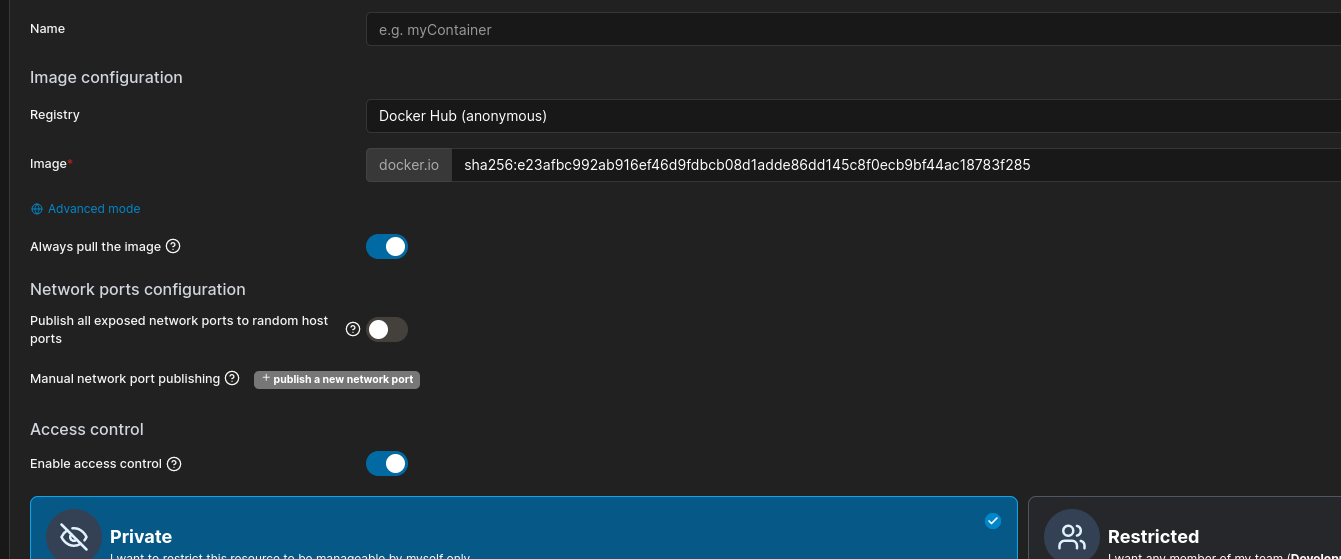 Name
e.g. myContainer
Image configuration
Registry
Docker Hub (anonymous)
Image*
docker.io
sha256:e23afbc992ab916ef46d9fdbcb08d1adde86dd145c8f0ecb9bf44ac18783f285
Advanced mode
Always pull the image
Network ports configuration
Publish all exposed network ports to random host
ports
Manual network port publishing
+ publish a new network port
Access control
Enable access control
Private
I want to restrict this resource to be manageable by myself only
Restricted
I want any member of my team (Develop